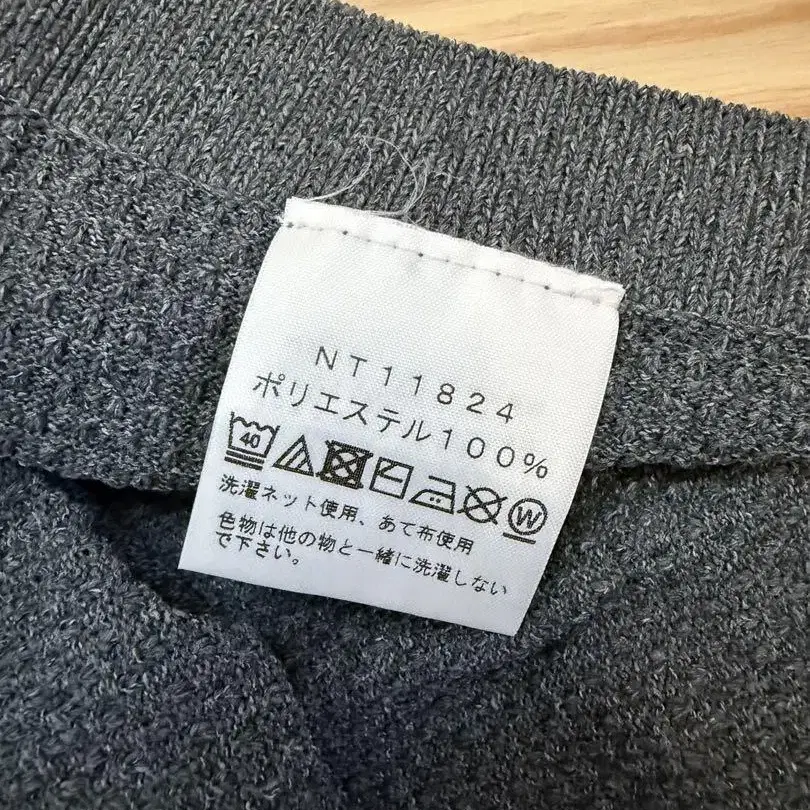 NT11824
ポリエステル100%
40 W
洗濯ネット使用、あて布使用
色物は他の物と一緒に洗濯しない
で下さい。